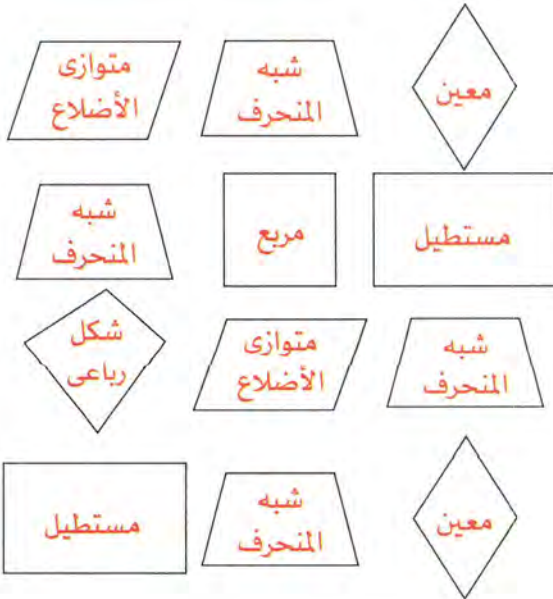 معين
شبه
المنحرف
متوازى
الأضلاع
مستطيل
مربع
شبه
المنحرف
شبه
المنحرف
متوازى
الأضلاع
شكل
رباعى
معين
شبه
المنحرف
مستطيل